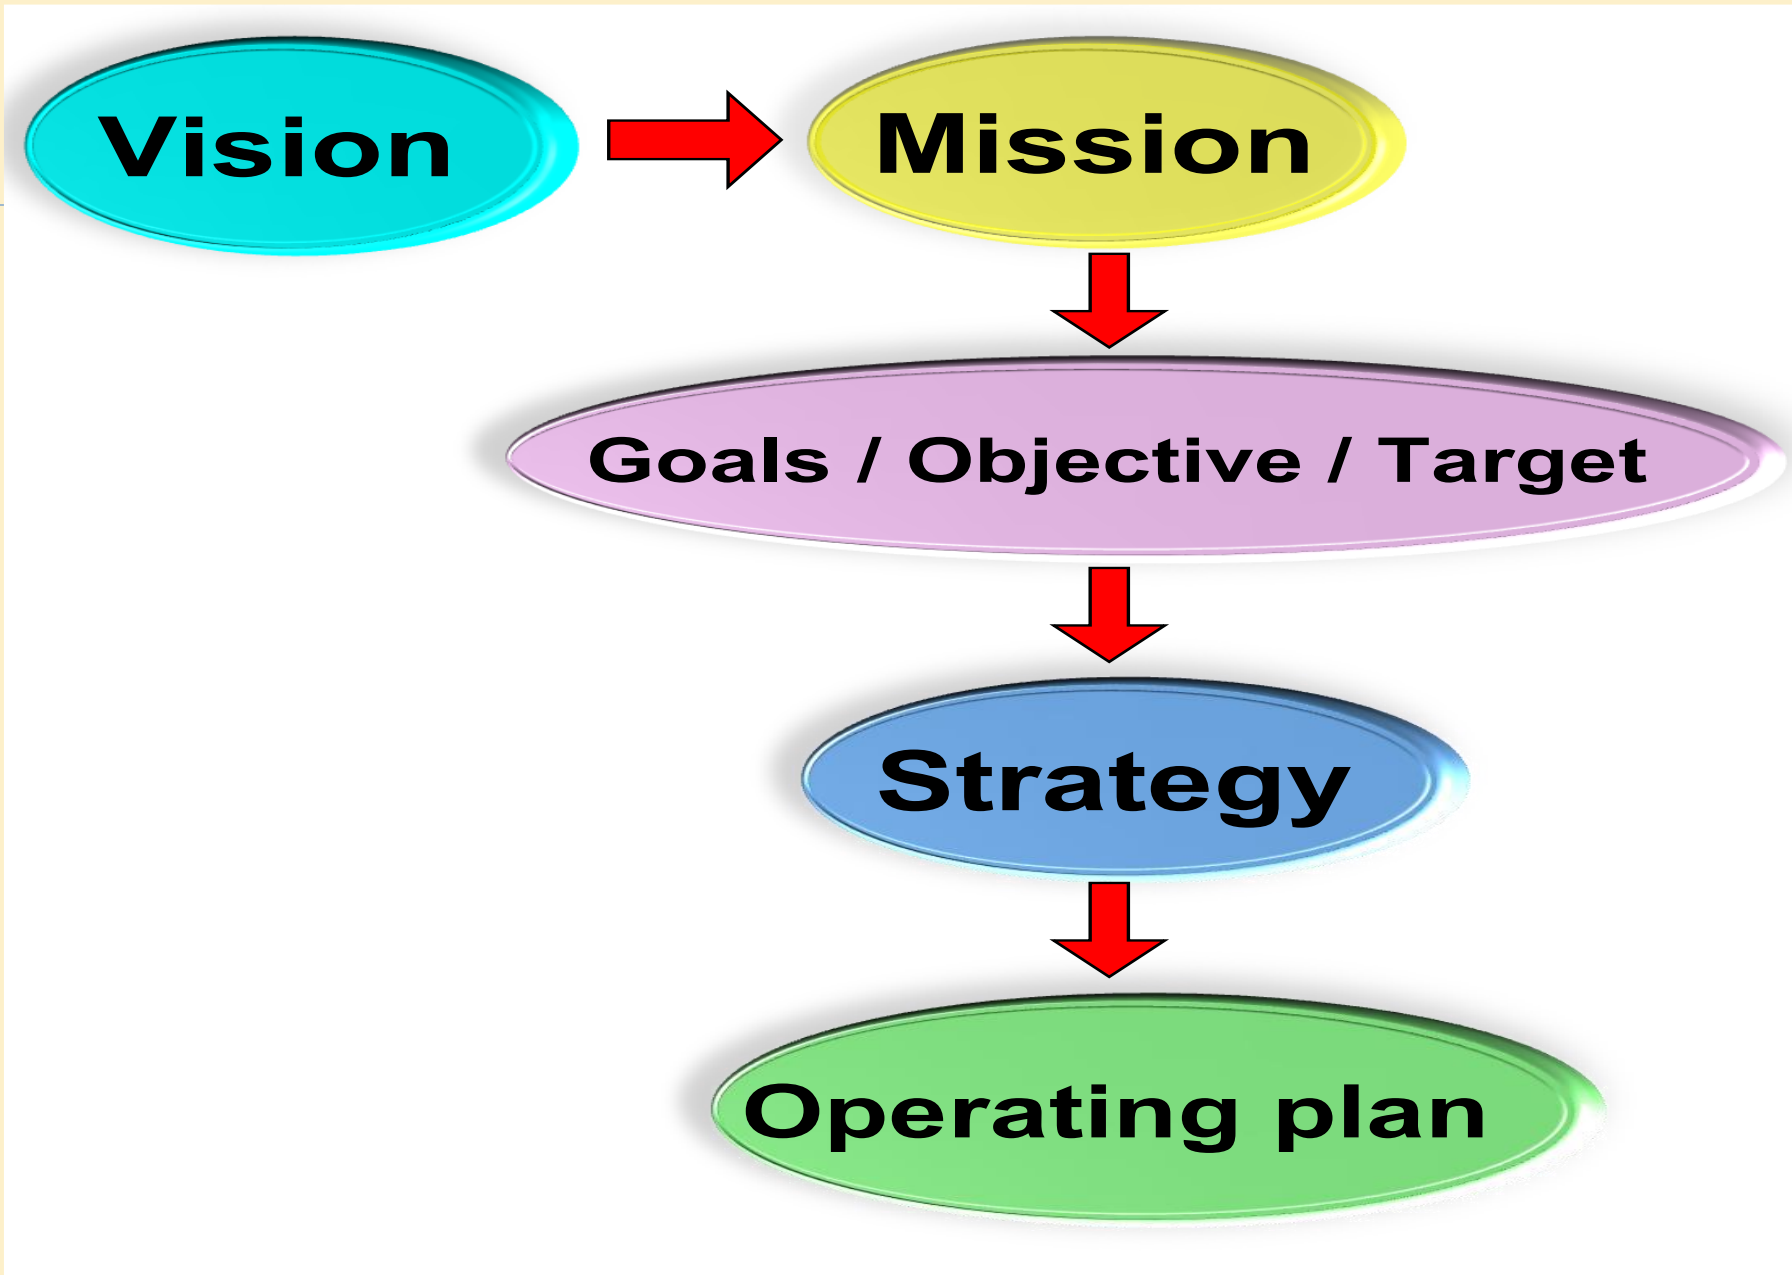 Vision
Mission
Goals / Objective / Target
Strategy
Operating plan